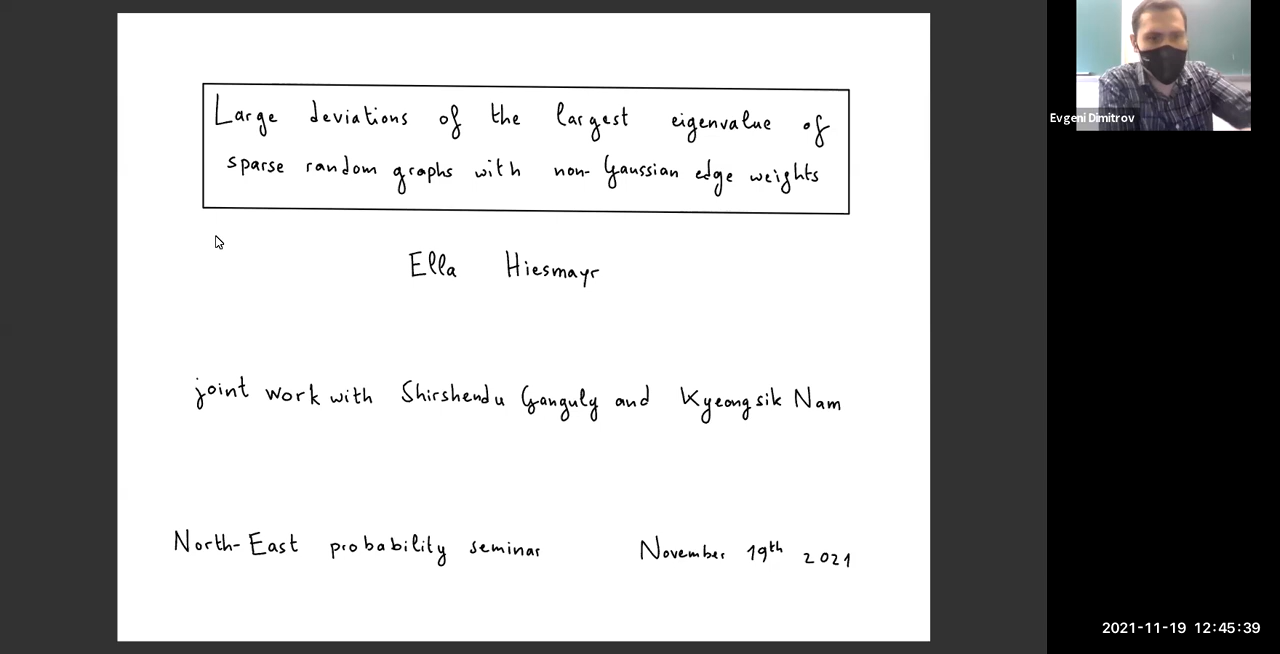 Large deviations of the largest eigenvalue of
sparse random graphs with non-Gaussian edge weights
Ella Hiesmayr
joint work with Shirshendu Ganguly and Kyeongsik Nam
North-East probability seminar November 19th 2021
Evgeni Dimitrov
2021-11-19 12:45:39